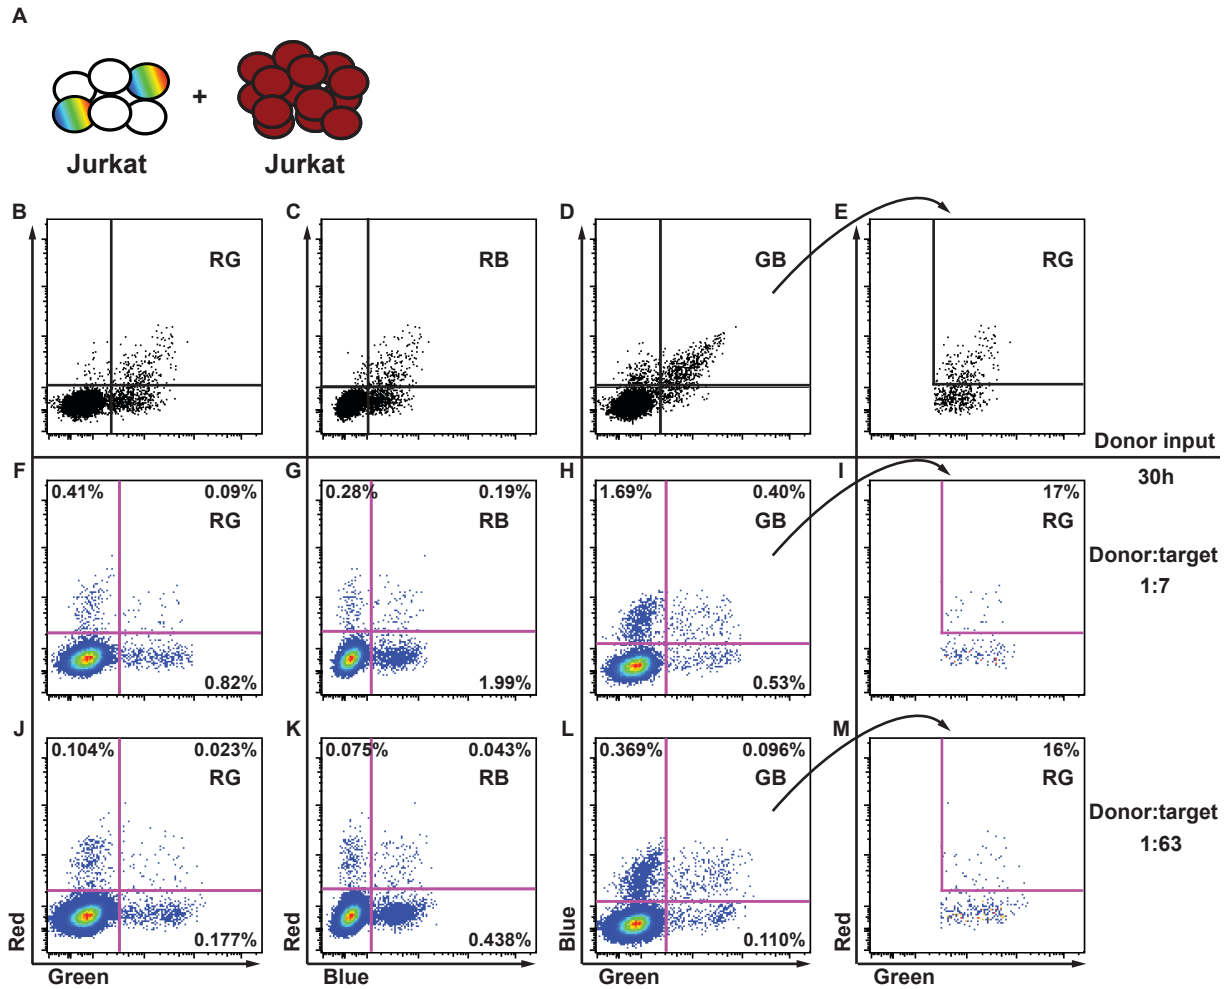 A
+
Jurkat Jurkat
B C D E
RG RB GB RG
Donor input
F G H I 30h
0.41% 0.09% 0.28% 0.19% 1.69% 0.40% 17%
RG RB GB RG
Donor:target
1:7
0.82% 1.99% 0.53%
J K L M
0.104% 0.023% 0.075% 0.043% 0.369% 0.096% 16%
RG RB GB RG
Donor:target
1:63
Red Red Blue Red
0.177% 0.438% 0.110%
Green Blue Green Green